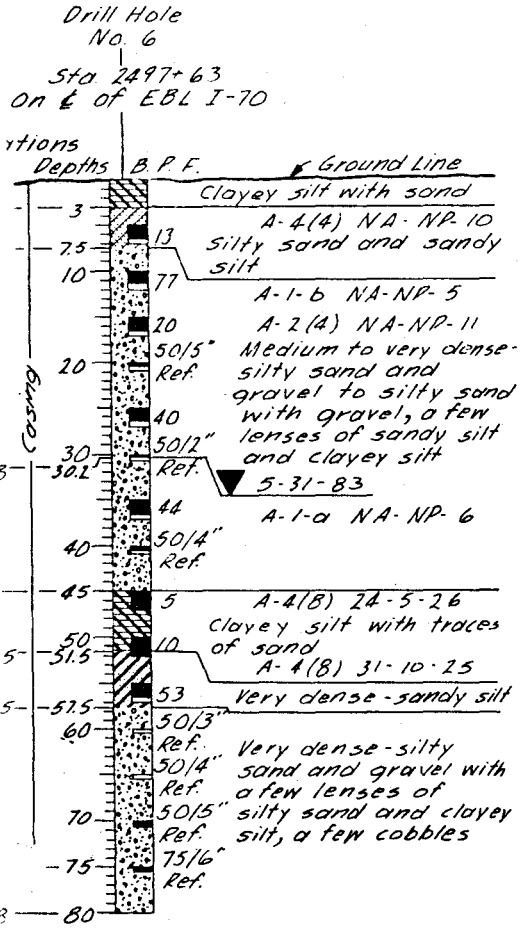 Drill Hole
No. 6
Sta 2497+63
on ℄ of EBL I-70
Depths B. P. F.
Ground Line
Clayey silt with sand
3
A-4(4) NA-NP-10
13
Silty sand and sandy
silt
7.5
10
77
A-1-b NA-NP-5
20
A-2(4) NA-NP-11
50/5"
Ref.
Medium to very dense-
silty sand and
gravel to silty sand
with gravel, a few
lenses of sandy silt
and clayey silt
20
40
Casing
30
50/2"
Ref.
5-31-83
44
A-1-a NA-NP-6
40
50/4"
Ref.
45
5
A-4(8) 24-5-26
Clayey silt with traces
of sand
50
51.5
10
A-4(8) 31-10-25
53
Very dense-sandy silt
57.5
60
50/3"
Ref.
Very dense-silty
sand and gravel with
a few lenses of
silty sand and clayey
silt, a few cobbles
50/4"
Ref.
70
50/5"
Ref.
75
75/6"
Ref.
80